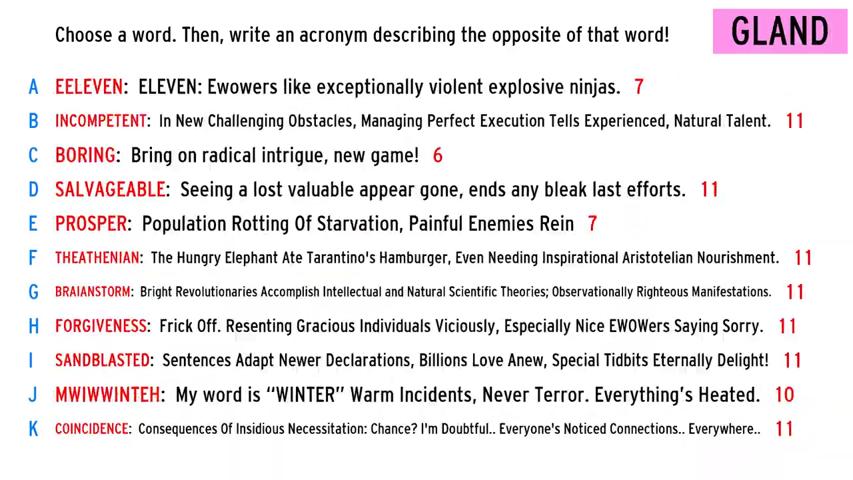 Choose a word. Then, write an acronym describing the opposite of that word!
GLAND
A EELEVEN: ELEVEN: Ewowers like exceptionally violent explosive ninjas. 7
B INCOMPETENT: In New Challenging Obstacles, Managing Perfect Execution Tells Experienced, Natural Talent. 11
C BORING: Bring on radical intrigue, new game! 6
D SALVAGEABLE: Seeing a lost valuable appear gone, ends any bleak last efforts. 11
E PROSPER: Population Rotting Of Starvation, Painful Enemies Rein 7
F THEATHENIAN: The Hungry Elephant Ate Tarantino's Hamburger, Even Needing Inspirational Aristotelian Nourishment. 11
G BRAIANSTORM: Bright Revolutionaries Accomplish Intellectual and Natural Scientific Theories; Observationally Righteous Manifestations. 11
H FORGIVENESS: Frick Off. Resenting Gracious Individuals Viciously, Especially Nice EWOWers Saying Sorry. 11
I SANDBLASTED: Sentences Adapt Newer Declarations, Billions Love Anew, Special Tidbits Eternally Delight! 11
J MWIWWINTEH: My word is “WINTER” Warm Incidents, Never Terror. Everything's Heated. 10
K COINCIDENCE: Consequences Of Insidious Necessitation: Chance? I'm Doubtful.. Everyone's Noticed Connections.. Everywhere.. 11